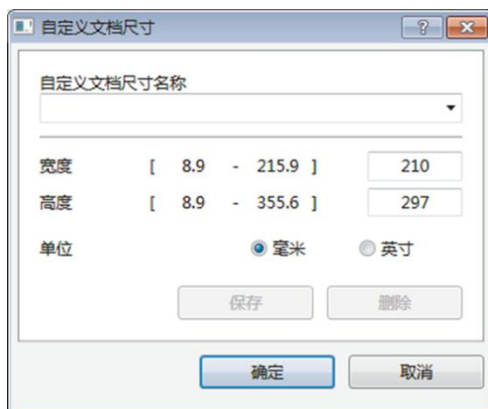 自定义文档尺寸
自定义文档尺寸名称
宽度 [ 8.9 - 215.9 ] 210
高度 [ 8.9 - 355.6 ] 297
单位 毫米 英寸
保存 删除
确定 取消